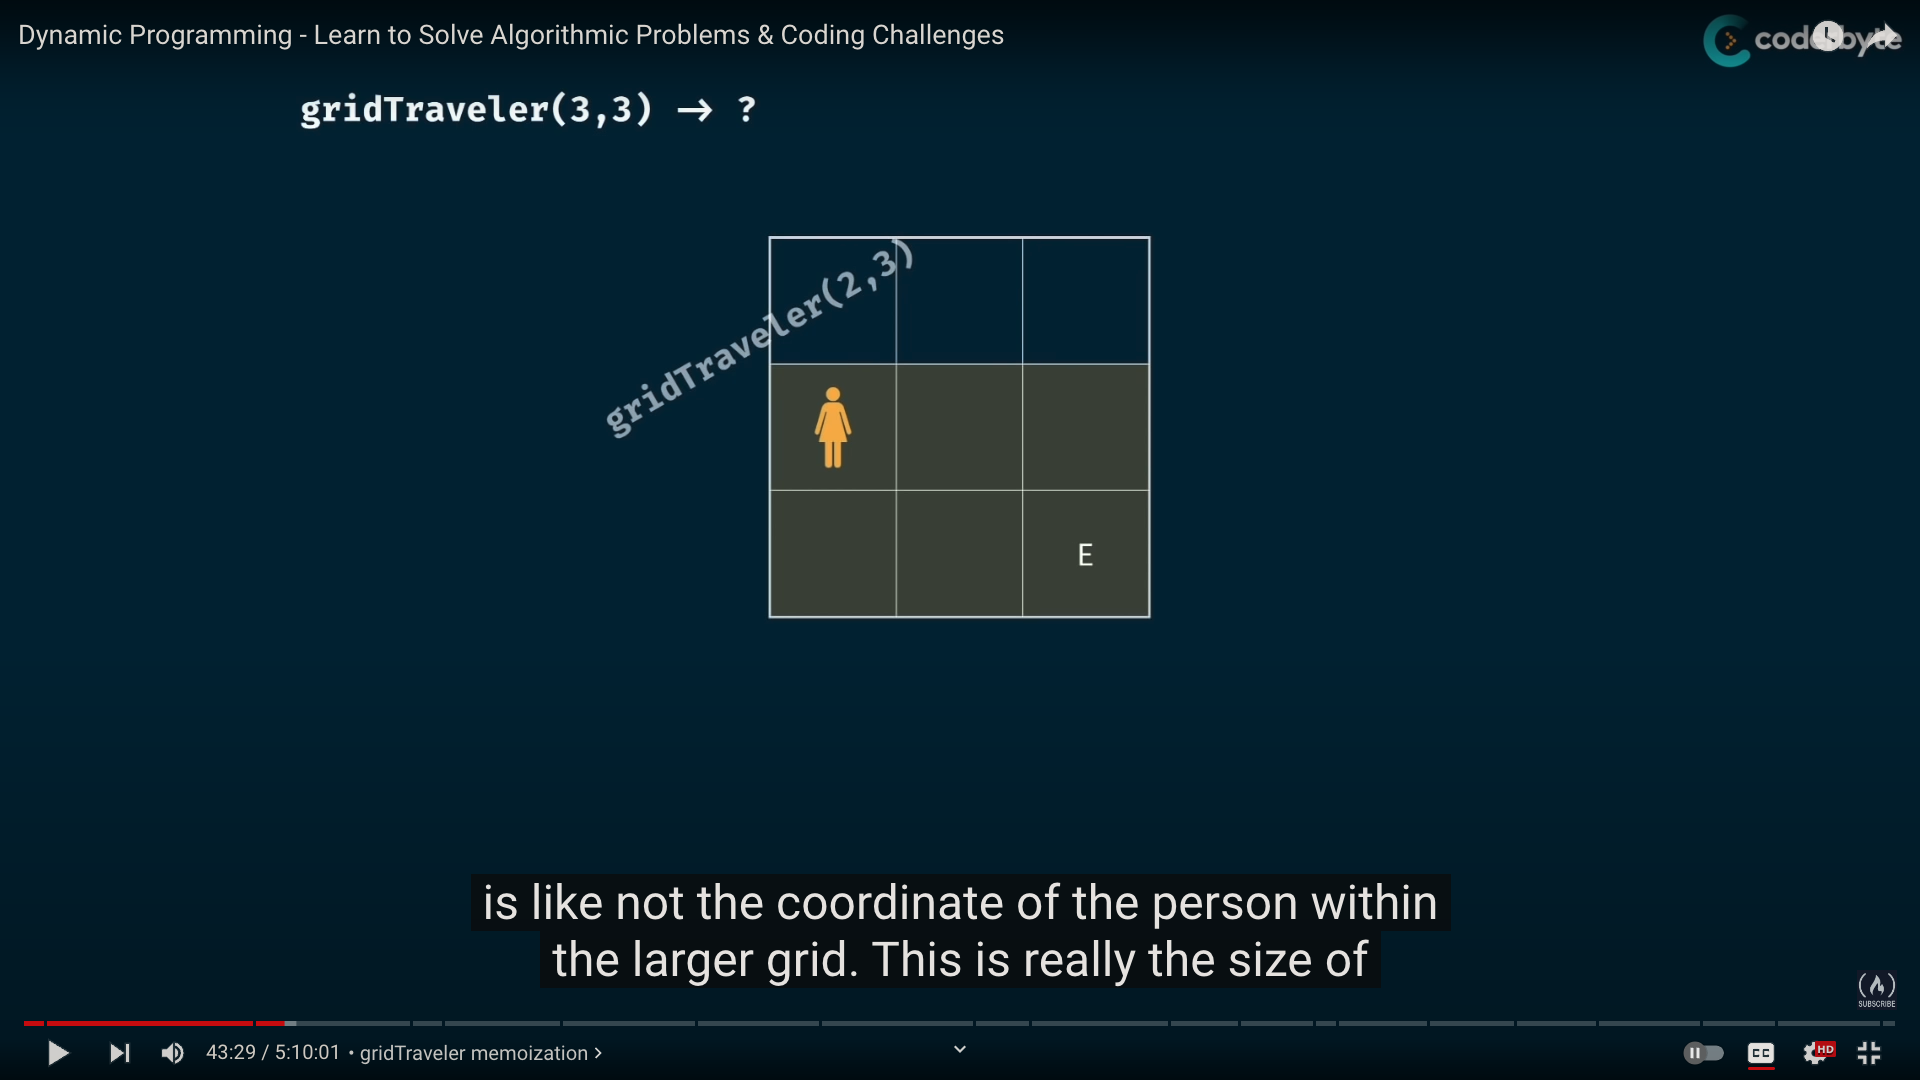 Dynamic Programming - Learn to Solve Algorithmic Problems & Coding Challenges
coderbyte
gridTraveler(3,3) → ?
gridTraveler(2,3)
E
is like not the coordinate of the person within
the larger grid. This is really the size of
SUBSCRIBE
43:29 / 5:10:01 • gridTraveler memoization >
CC
HD